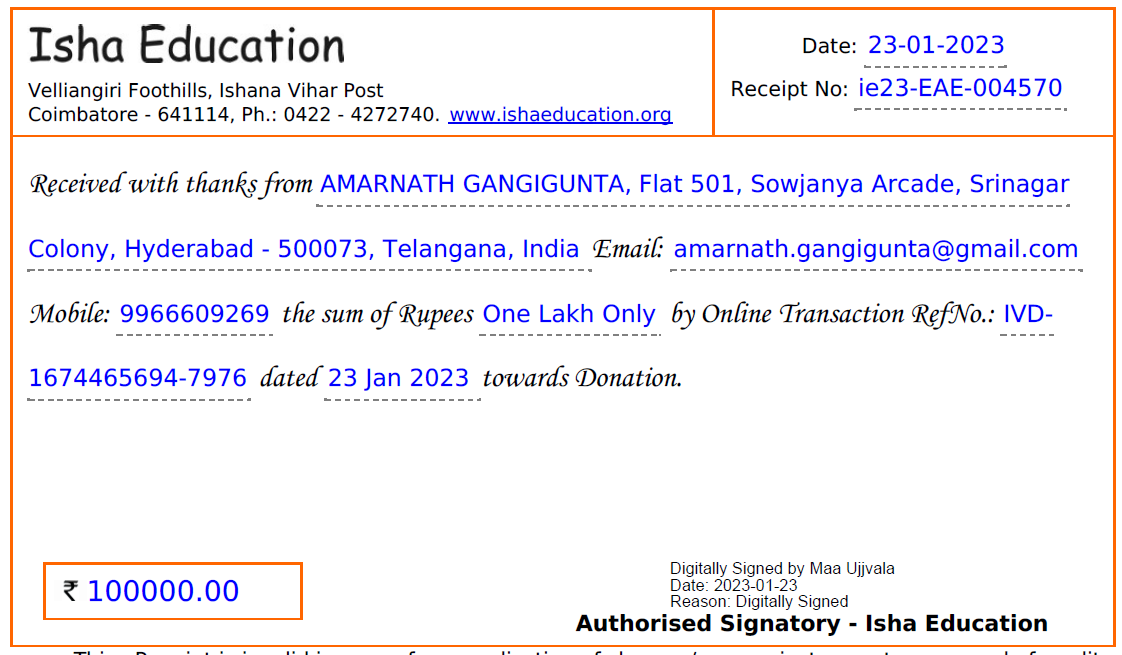 Isha Education
Velliangiri Foothills, Ishana Vihar Post
Coimbatore - 641114, Ph.: 0422 - 4272740. www.ishaeducation.org
Date: 23-01-2023
Receipt No: ie23-EAE-004570
Received with thanks from AMARNATH GANGIGUNTA, Flat 501, Sowjanya Arcade, Srinagar
Colony, Hyderabad - 500073, Telangana, India Email: amarnath.gangigunta@gmail.com
Mobile: 9966609269 the sum of Rupees One Lakh Only by Online Transaction RefNo.: IVD-
1674465694-7976 dated 23 Jan 2023 towards Donation.
₹ 100000.00
Digitally Signed by Maa Ujjvala
Date: 2023-01-23
Reason: Digitally Signed
Authorised Signatory - Isha Education